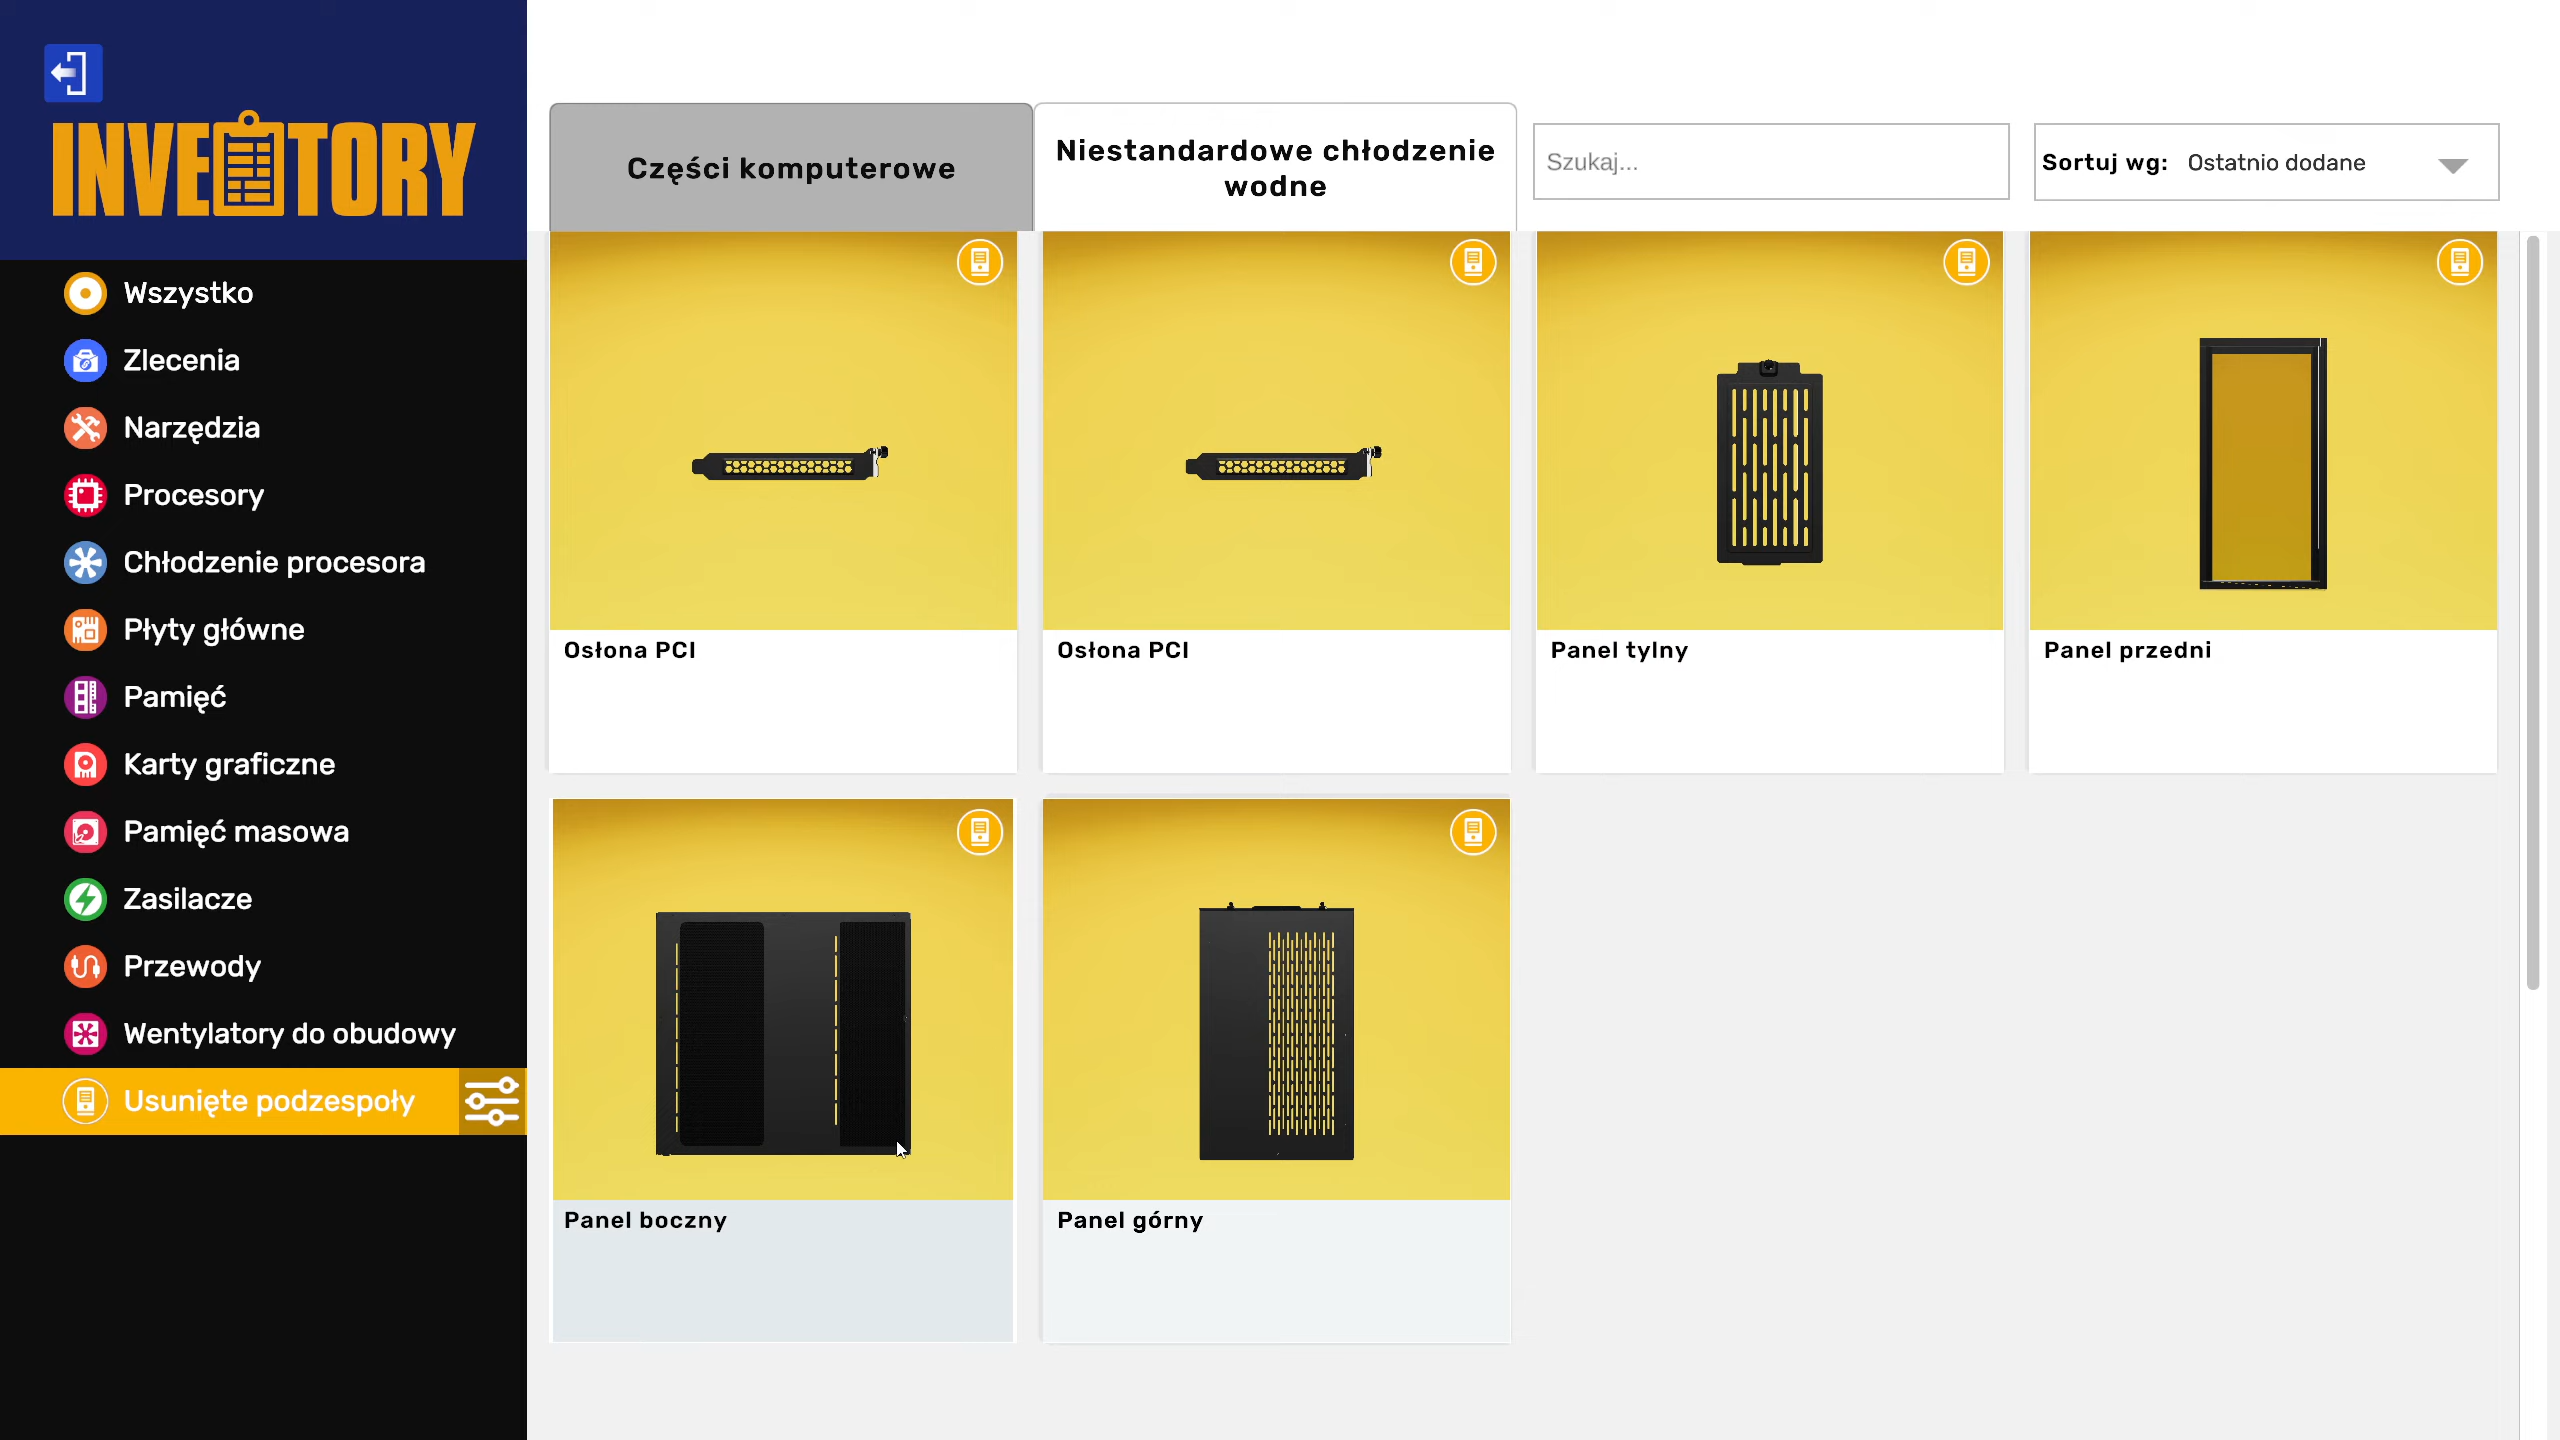 INVENTORY
Wszystko
Zlecenia
Narzędzia
Procesory
Chłodzenie procesora
Płyty główne
Pamięć
Karty graficzne
Pamięć masowa
Zasilacze
Przewody
Wentylatory do obudowy
Usunięte podzespoły
Części komputerowe
Niestandardowe chłodzenie
wodne
Szukaj...
Sortuj wg: Ostatnio dodane
Osłona PCI
Osłona PCI
Panel tylny
Panel przedni
Panel boczny
Panel górny